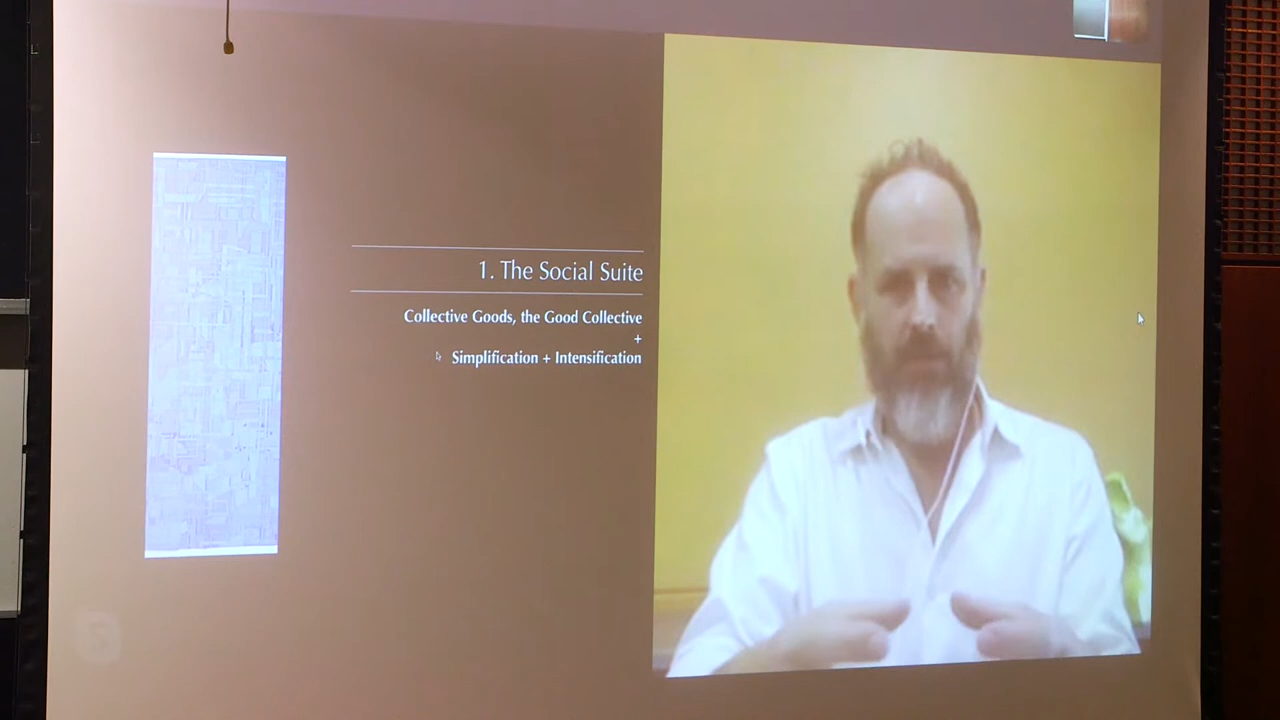 1. The Social Suite
Collective Goods, the Good Collective
+
Simplification + Intensification